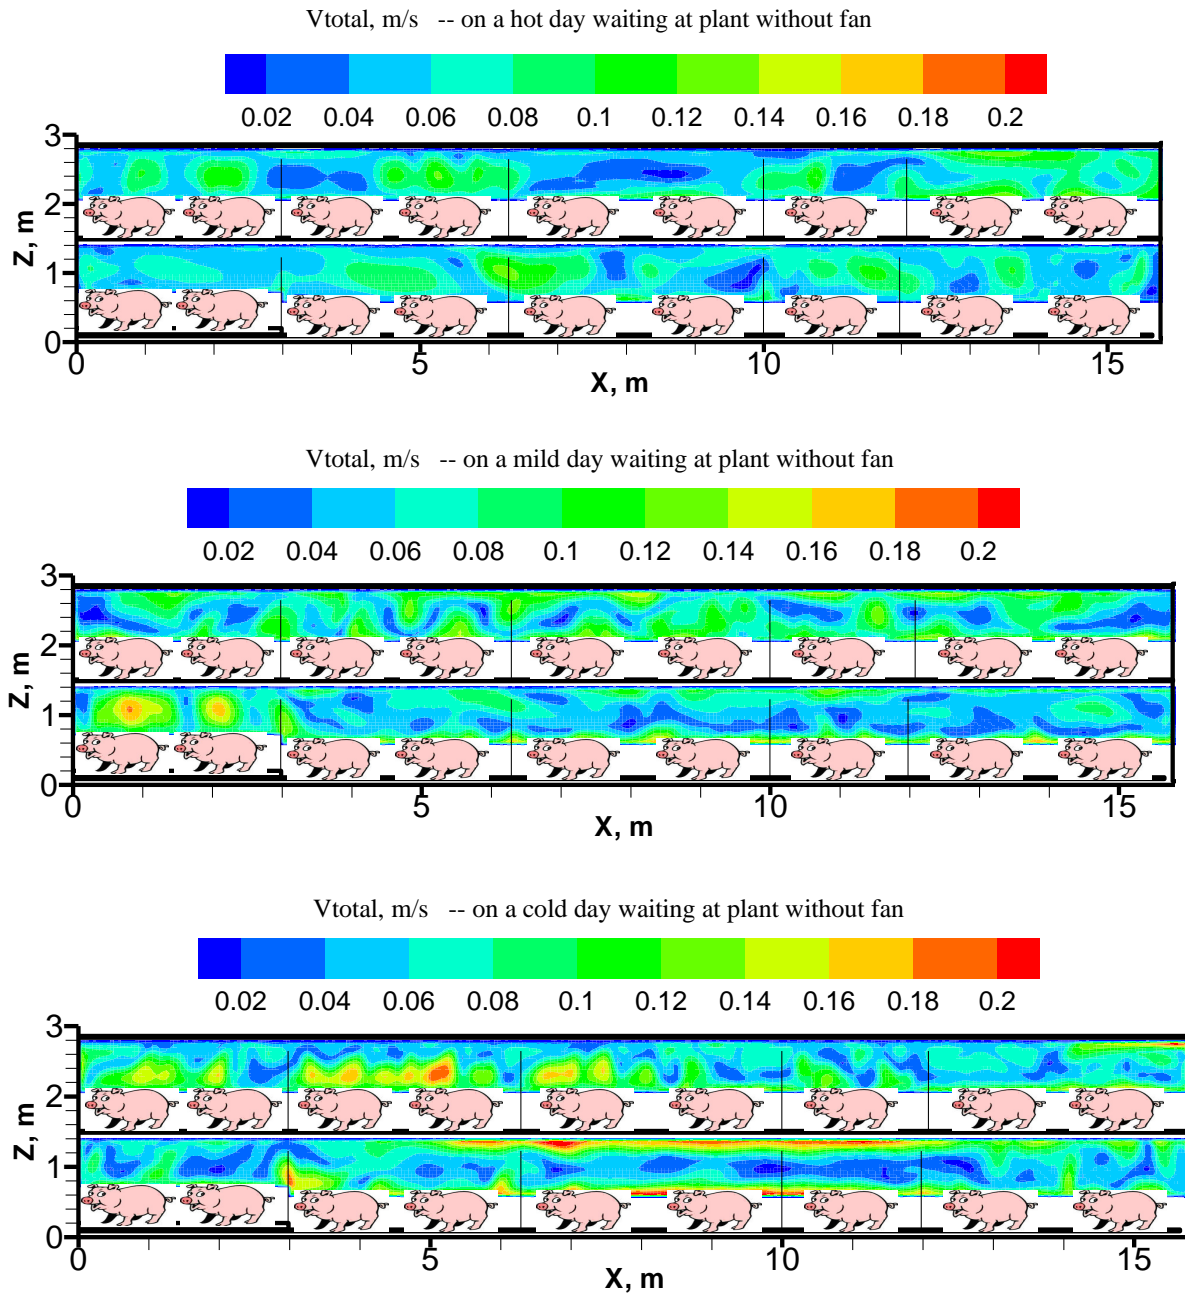 Vtotal, m/s -- on a hot day waiting at plant without fan
0.02 0.04 0.06 0.08 0.1 0.12 0.14 0.16 0.18 0.2
3
2
1
0
Z, m
0 5 10 15
X, m
Vtotal, m/s -- on a mild day waiting at plant without fan
0.02 0.04 0.06 0.08 0.1 0.12 0.14 0.16 0.18 0.2
3
2
1
0
Z, m
0 5 10 15
X, m
Vtotal, m/s -- on a cold day waiting at plant without fan
0.02 0.04 0.06 0.08 0.1 0.12 0.14 0.16 0.18 0.2
3
2
1
0
Z, m
0 5 10 15
X, m